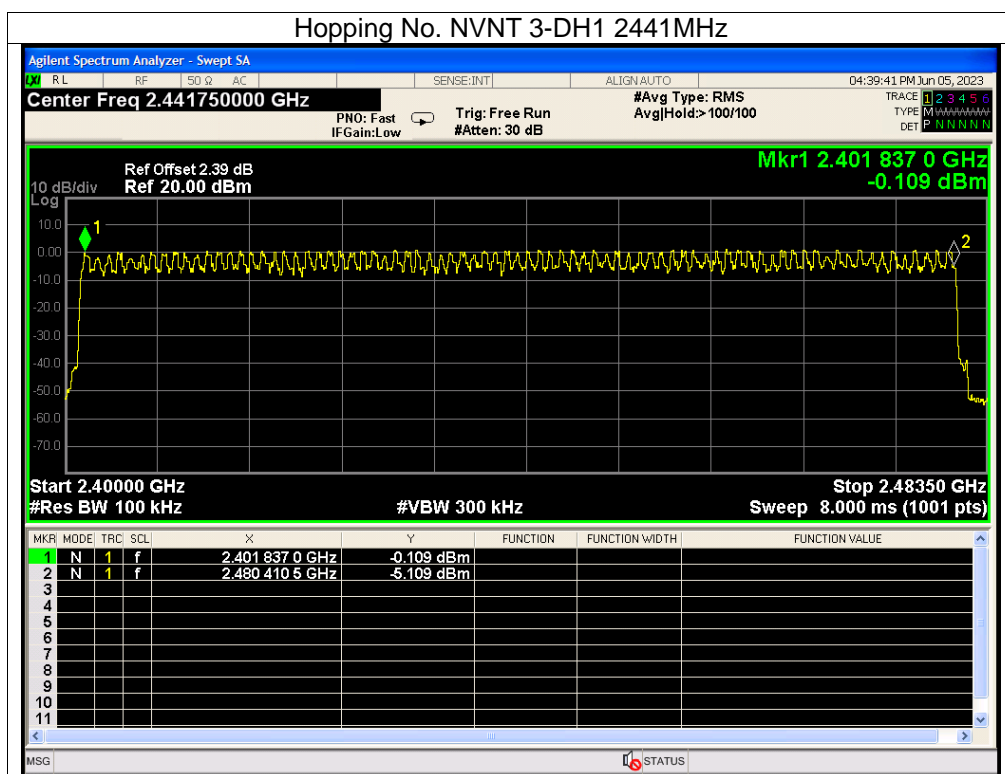 Hopping No. NVNT 3-DH1 2441MHz
Agilent Spectrum Analyzer - Swept SA
LXI RL RF 50 Ω AC SENSE:INT ALIGNAUTO 04:39:41 PM Jun 05, 2023
Center Freq 2.441750000 GHz #Avg Type: RMS TRACE 1 2 3 4 5 6
PNO: Fast Trig: Free Run Avg|Hold:>100/100 TYPE MWWWWW
IFGain:Low #Atten: 30 dB DET P N N N N N
Mkr1 2.401 837 0 GHz
Ref Offset 2.39 dB
10 dB/div Ref 20.00 dBm -0.109 dBm
Log
10.0
1
0.00
2
-10.0
-20.0
-30.0
-40.0
-50.0
-60.0
-70.0
Start 2.40000 GHz Stop 2.48350 GHz
#Res BW 100 kHz #VBW 300 kHz Sweep 8.000 ms (1001 pts)
MKR MODE TRC SCL X Y FUNCTION FUNCTION WIDTH FUNCTION VALUE
1 N 1 f 2.401 837 0 GHz -0.109 dBm
2 N 1 f 2.480 410 5 GHz -5.109 dBm
3
4
5
6
7
8
9
10
11
MSG STATUS